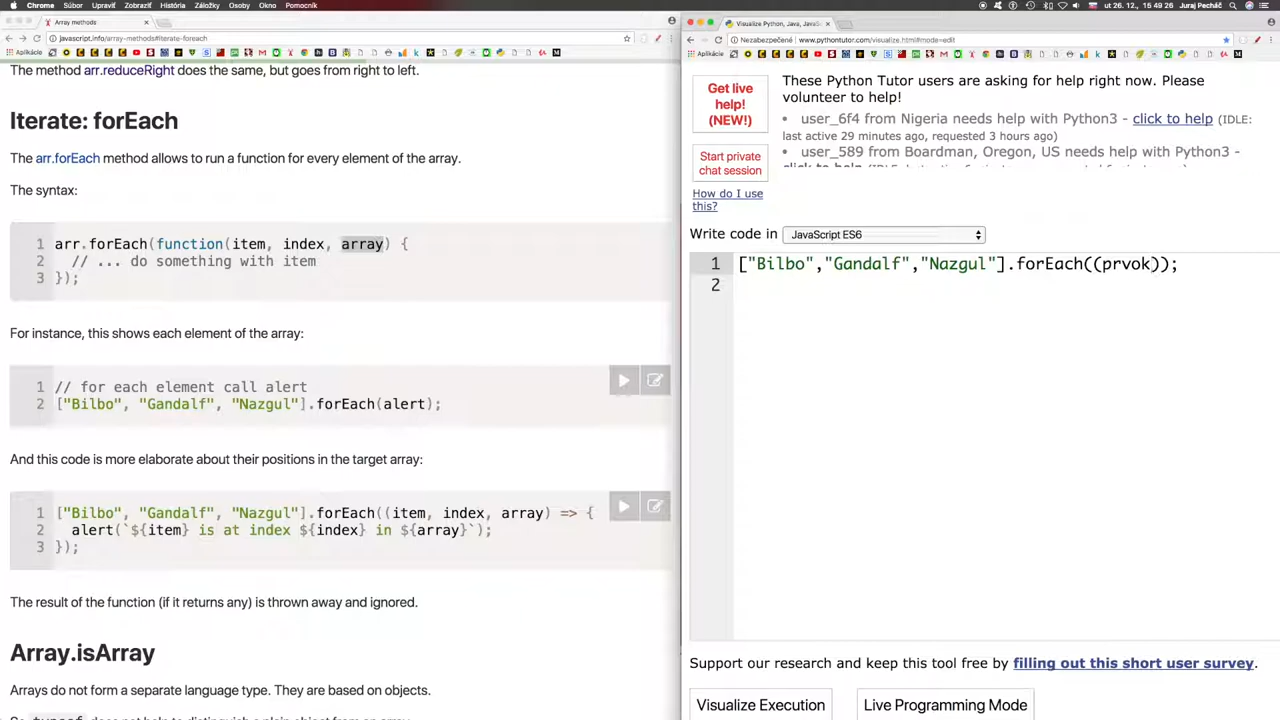 Chrome Súbor Upraviť Zobraziť História Záložky Osoby Okno Pomocník
ut 26. 12. 15 49 26 Juraj Pecháč
Array methods
javascript.info/array-methods#iterate-foreach
Aplikácie
The method arr.reduceRight does the same, but goes from right to left.
Iterate: forEach
The arr.forEach method allows to run a function for every element of the array.
The syntax:
1 arr.forEach(function(item, index, array) {
2 // ... do something with item
3 });
For instance, this shows each element of the array:
1 // for each element call alert
2 ["Bilbo", "Gandalf", "Nazgul"].forEach(alert);
And this code is more elaborate about their positions in the target array:
1 ["Bilbo", "Gandalf", "Nazgul"].forEach((item, index, array) => {
2 alert(`${item} is at index ${index} in ${array}`);
3 });
The result of the function (if it returns any) is thrown away and ignored.
Array.isArray
Arrays do not form a separate language type. They are based on objects.
Visualize Python, Java, JavaSc
Nezabezpečené www.pythontutor.com/visualize.html#mode=edit
Aplikácie
Get live
help!
(NEW!)
Start private
chat session
How do I use
this?
These Python Tutor users are asking for help right now. Please
volunteer to help!
• user_6f4 from Nigeria needs help with Python3 - click to help (IDLE:
last active 29 minutes ago, requested 3 hours ago)
• user_589 from Boardman, Oregon, US needs help with Python3 -
Write code in JavaScript ES6
1 ["Bilbo","Gandalf","Nazgul"].forEach((prvok));
2
Support our research and keep this tool free by filling out this short user survey.
Visualize Execution Live Programming Mode